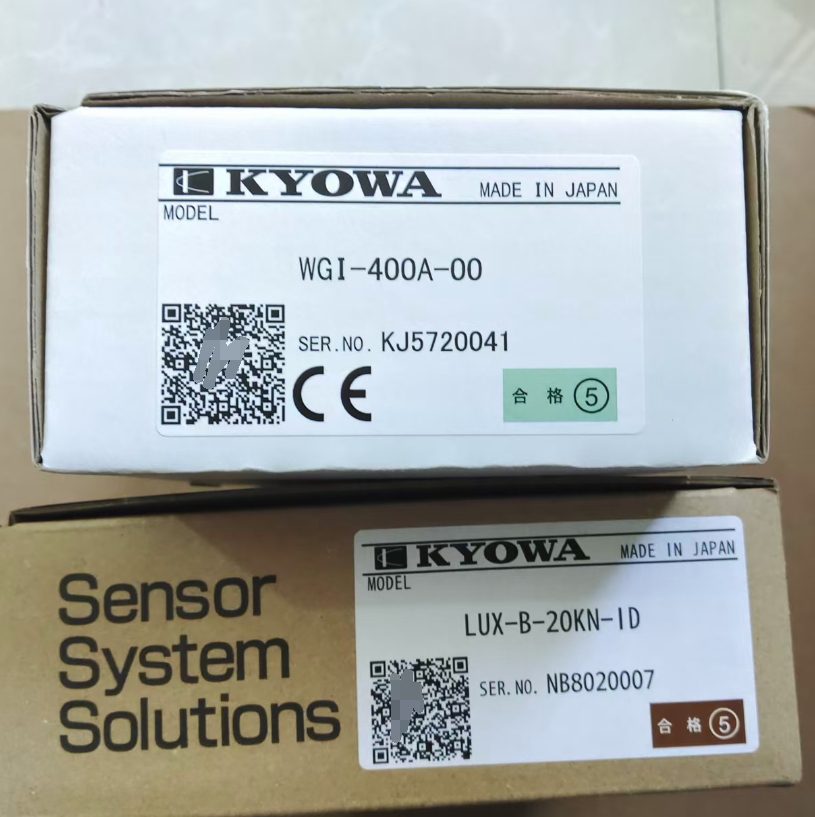 KYOWA MADE IN JAPAN
MODEL
WGI-400A-00
SER.NO. KJ5720041
CE
合格⑤
KYOWA MADE IN JAPAN
MODEL
LUX-B-20KN-ID
SER.NO. NB8020007
合格⑤
Sensor
System
Solutions